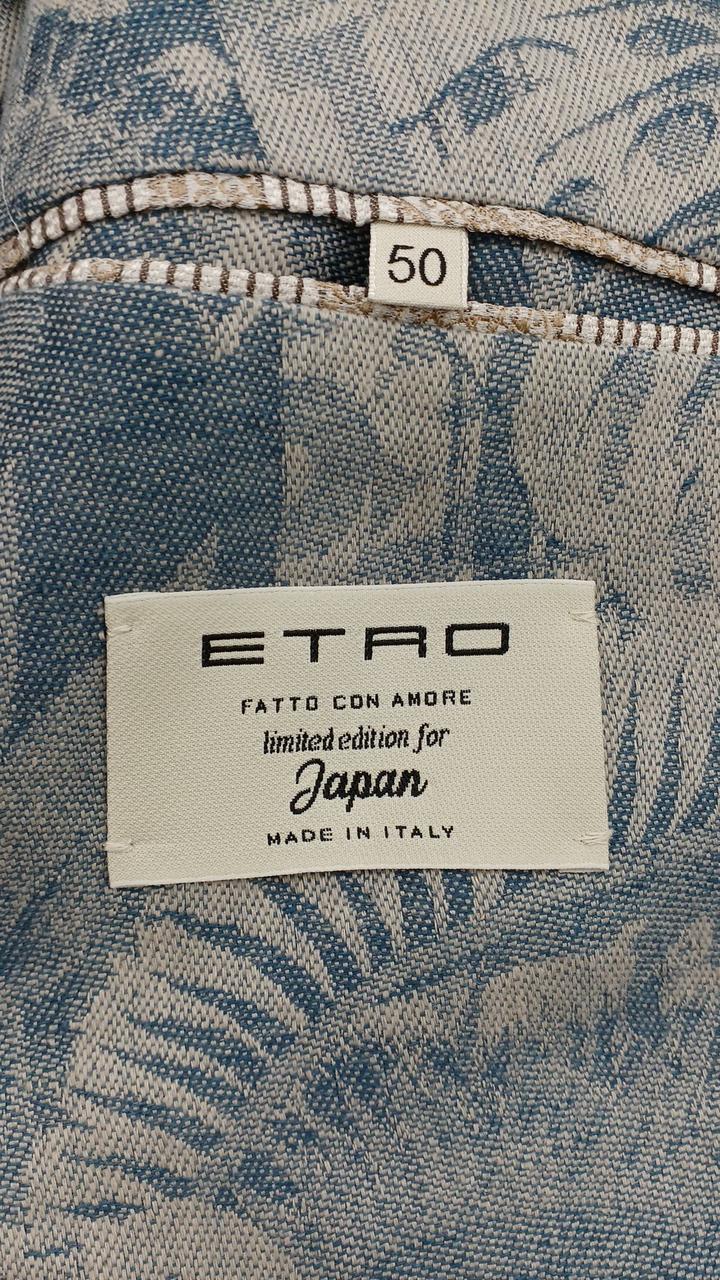 50
ETRO
FATTO CON AMORE
limited edition for
Japan
MADE IN ITALY